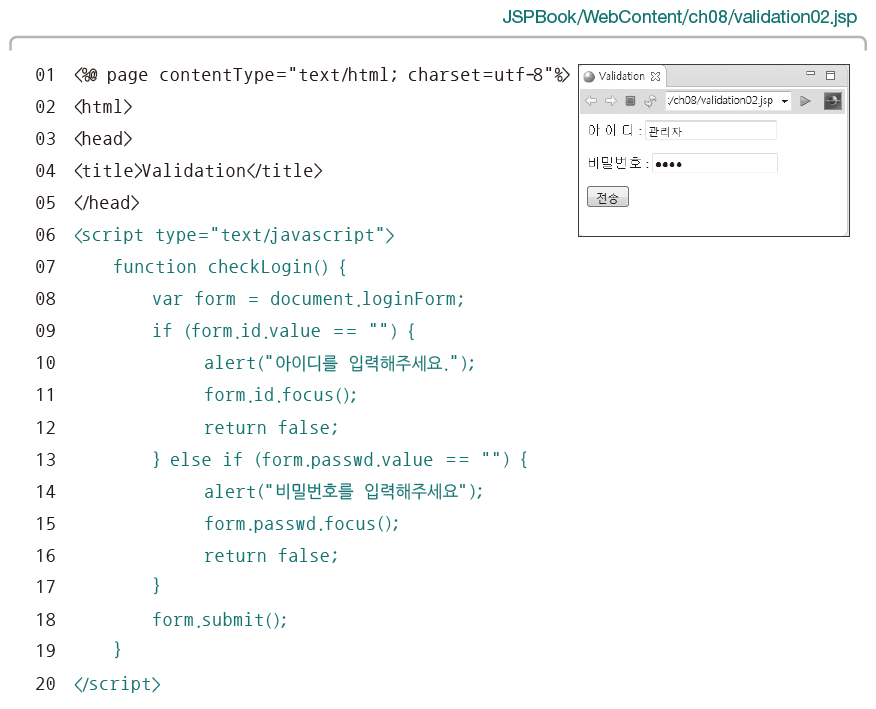 JSPBook/WebContent/ch08/validation02.jsp
01 <%@ page contentType="text/html; charset=utf-8"%>
02 <html>
03 <head>
04 <title>Validation</title>
05 </head>
06 <script type="text/javascript">
07 function checkLogin() {
08 var form = document.loginForm;
09 if (form.id.value == "") {
10 alert("아이디를 입력해주세요.");
11 form.id.focus();
12 return false;
13 } else if (form.passwd.value == "") {
14 alert("비밀번호를 입력해주세요");
15 form.passwd.focus();
16 return false;
17 }
18 form.submit();
19 }
20 </script>
Validation
:/ch08/validation02.jsp
아 이 디 : 관리자
비밀번호 : ●●●●
전송